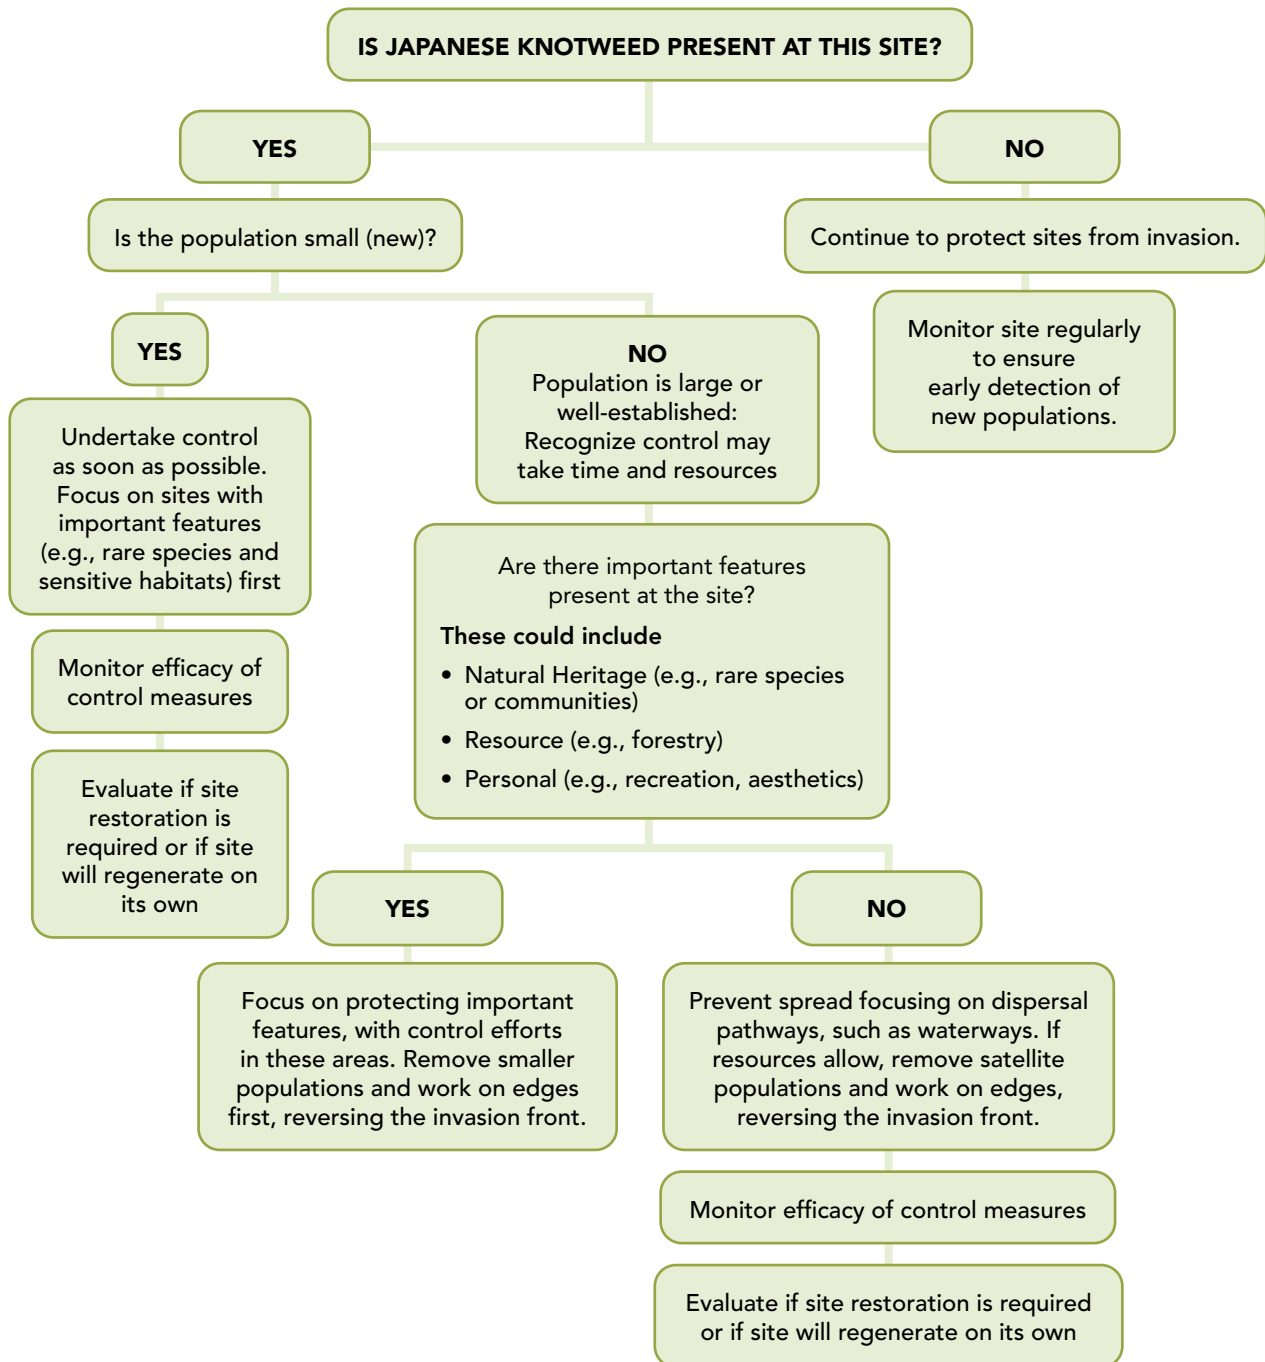 IS JAPANESE KNOTWEED PRESENT AT THIS SITE?
YES
NO
Is the population small (new)?
Continue to protect sites from invasion.
Monitor site regularly
to ensure
early detection of
new populations.
YES
NO
Population is large or
well-established:
Recognize control may
take time and resources
Undertake control
as soon as possible.
Focus on sites with
important features
(e.g., rare species and
sensitive habitats) first
Monitor efficacy of
control measures
Evaluate if site
restoration is
required or if site
will regenerate on
its own
Are there important features
present at the site?
These could include
• Natural Heritage (e.g., rare species
or communities)
• Resource (e.g., forestry)
• Personal (e.g., recreation, aesthetics)
YES
NO
Focus on protecting important
features, with control efforts
in these areas. Remove smaller
populations and work on edges
first, reversing the invasion front.
Prevent spread focusing on dispersal
pathways, such as waterways. If
resources allow, remove satellite
populations and work on edges,
reversing the invasion front.
Monitor efficacy of control measures
Evaluate if site restoration is required
or if site will regenerate on its own